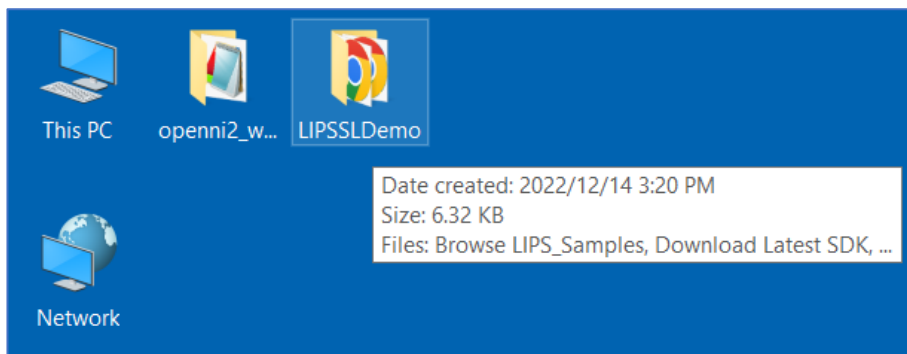 This PC
openni2_w...
LIPSSLDemo
Date created: 2022/12/14 3:20 PM
Size: 6.32 KB
Files: Browse LIPS_Samples, Download Latest SDK, ...
Network